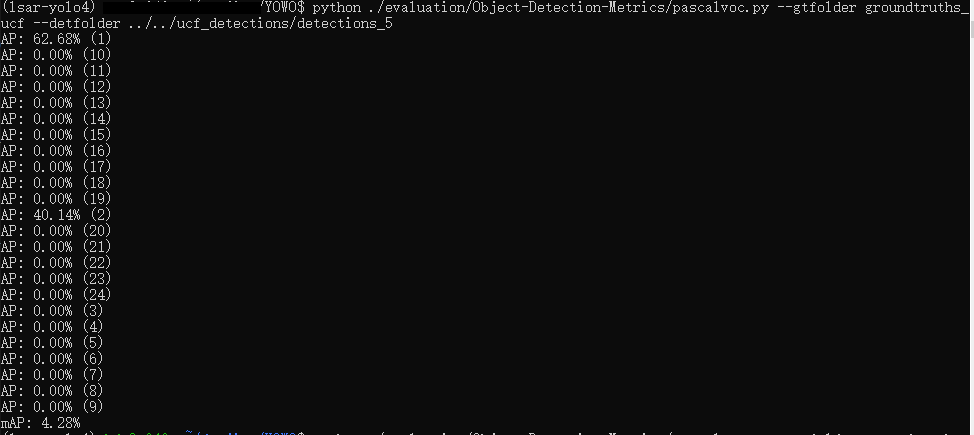 (lsar-yolo4) /YOWO$ python ./evaluation/Object-Detection-Metrics/pascalvoc.py --gtfolder groundtruths_
ucf --detfolder ../../ucf_detections/detections_5
AP: 62.68% (1)
AP: 0.00% (10)
AP: 0.00% (11)
AP: 0.00% (12)
AP: 0.00% (13)
AP: 0.00% (14)
AP: 0.00% (15)
AP: 0.00% (16)
AP: 0.00% (17)
AP: 0.00% (18)
AP: 0.00% (19)
AP: 40.14% (2)
AP: 0.00% (20)
AP: 0.00% (21)
AP: 0.00% (22)
AP: 0.00% (23)
AP: 0.00% (24)
AP: 0.00% (3)
AP: 0.00% (4)
AP: 0.00% (5)
AP: 0.00% (6)
AP: 0.00% (7)
AP: 0.00% (8)
AP: 0.00% (9)
mAP: 4.28%